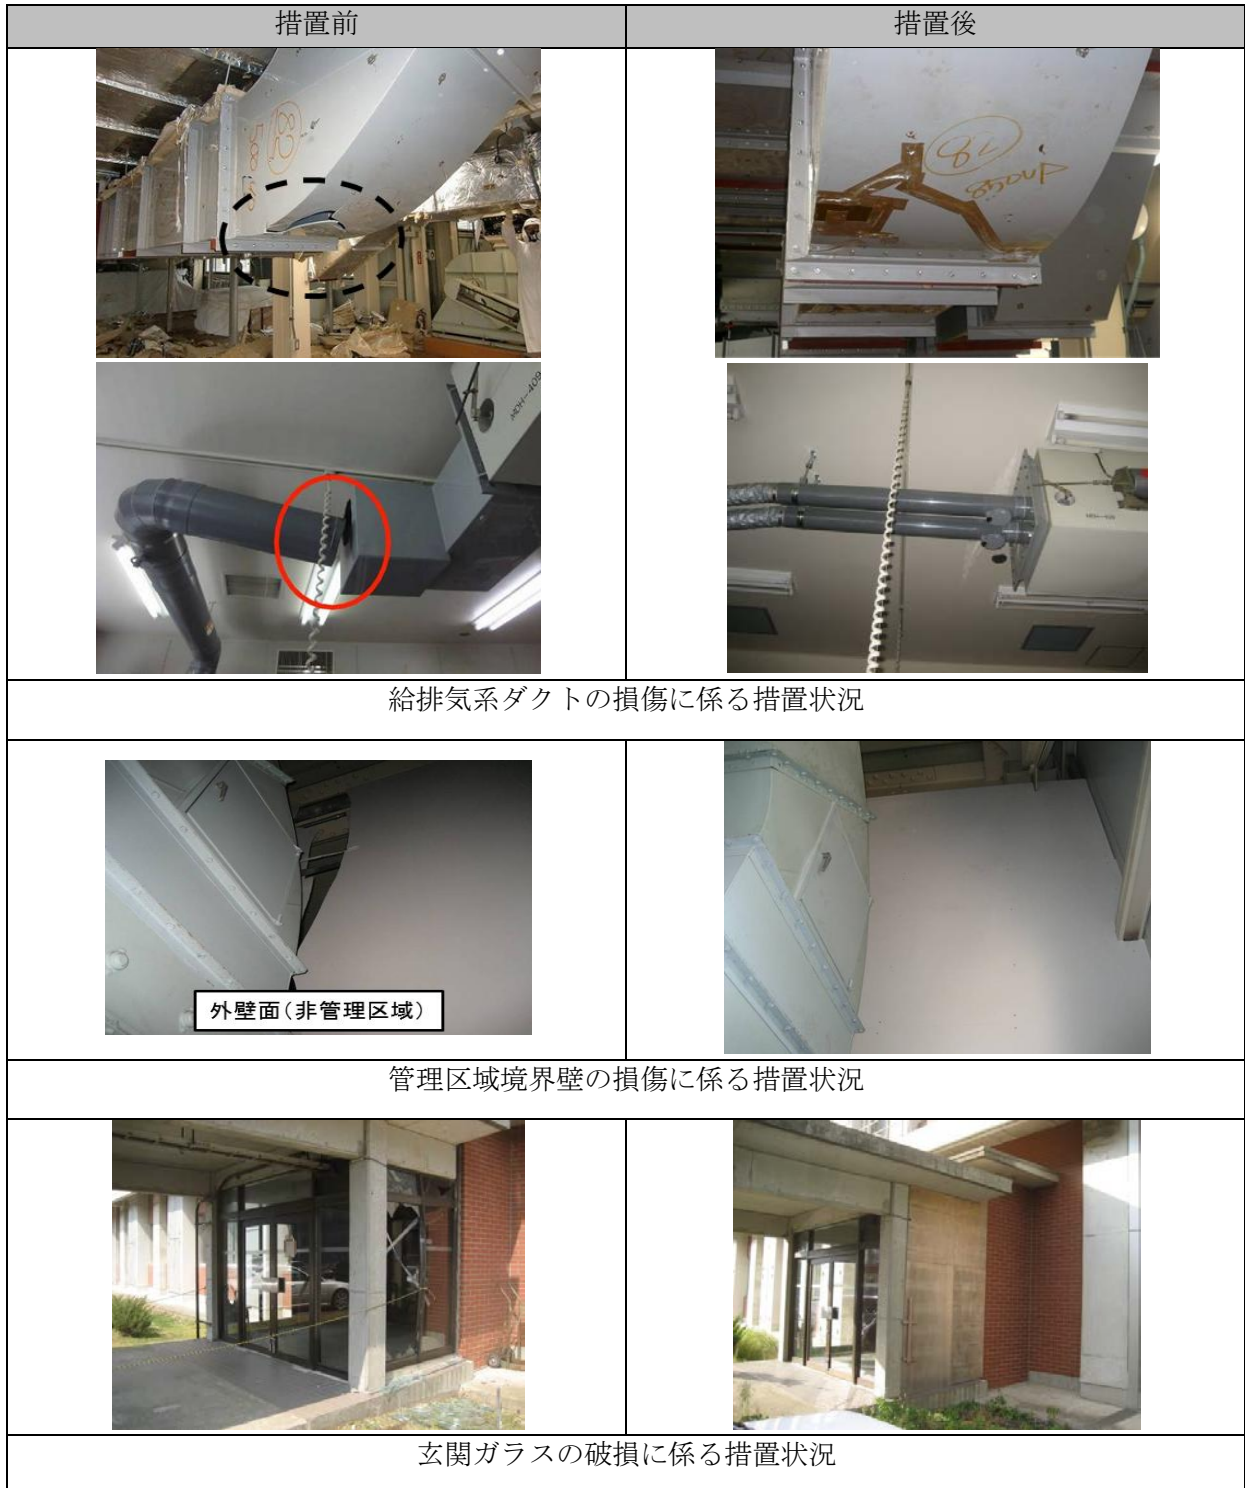 措置前
措置後
MDH-409
給排気系ダクトの損傷に係る措置状況
外壁面(非管理区域)
管理区域境界壁の損傷に係る措置状況
玄関ガラスの破損に係る措置状況